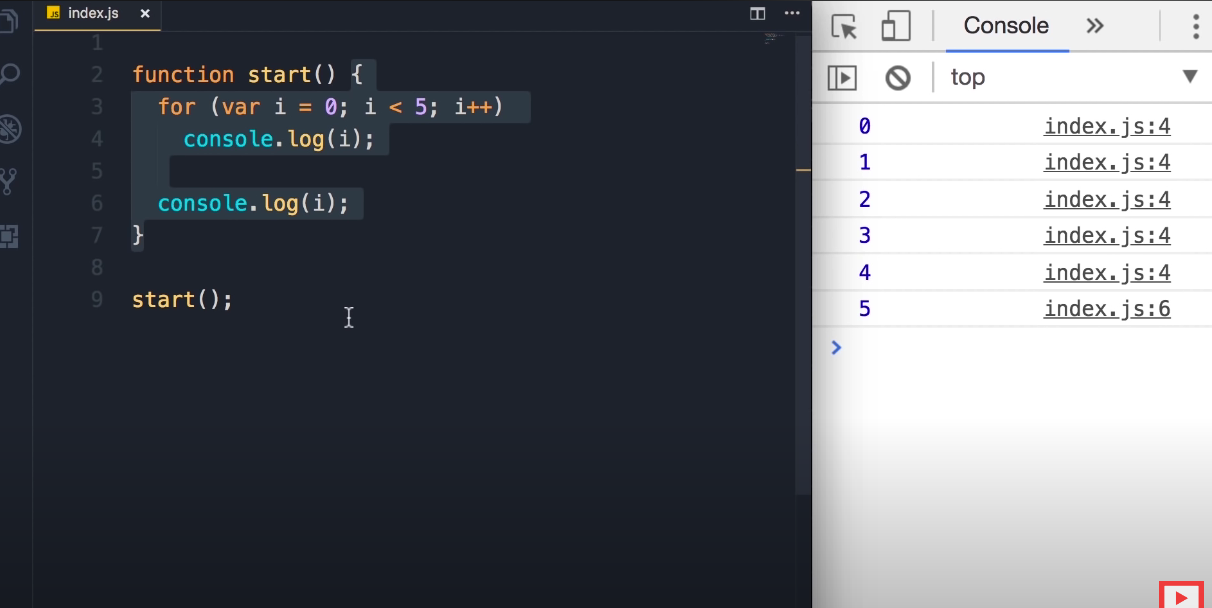 JS index.js ×
1
2 function start() {
3 for (var i = 0; i < 5; i++)
4 console.log(i);
5
6 console.log(i);
7 }
8
9 start();
Console »
top
0 index.js:4
1 index.js:4
2 index.js:4
3 index.js:4
4 index.js:4
5 index.js:6
>